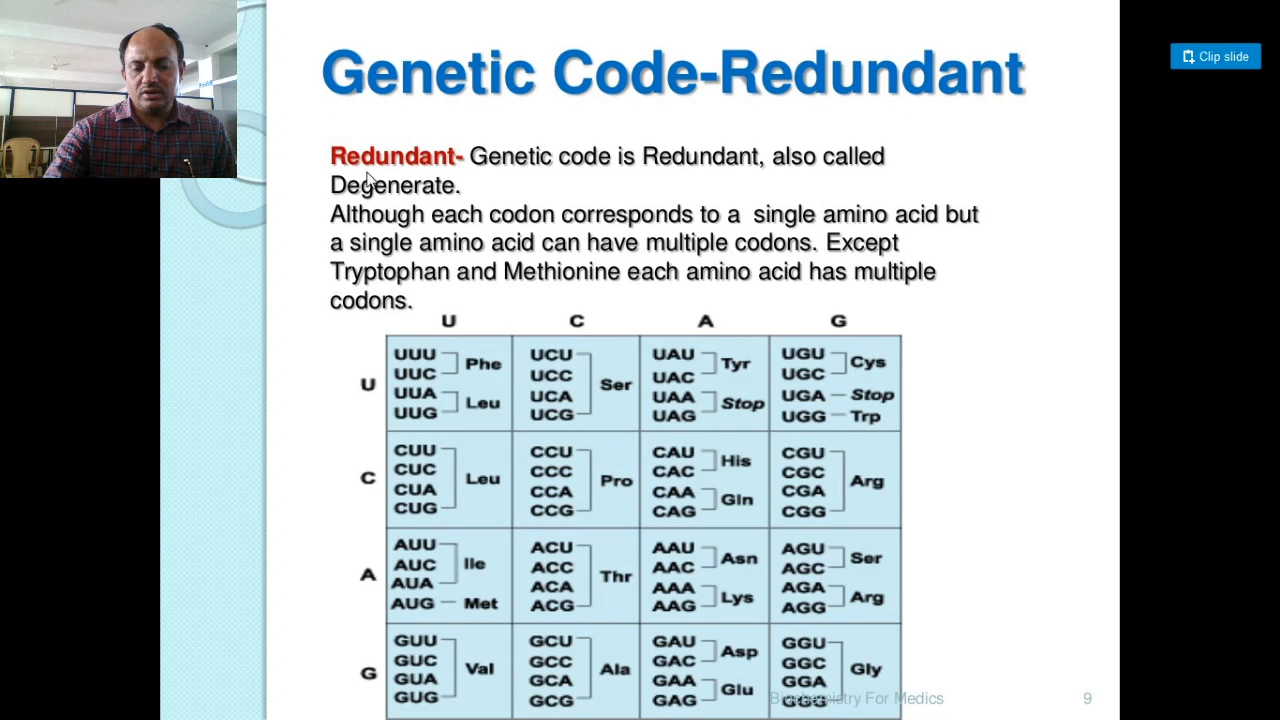 Clip slide
Genetic Code-Redundant
Redundant- Genetic code is Redundant, also called
Degenerate.
Although each codon corresponds to a single amino acid but
a single amino acid can have multiple codons. Except
Tryptophan and Methionine each amino acid has multiple
codons.
U C A G
UUU UCU UAU UGU
Phe Tyr Cys
UUC UCC UAC UGC
U Ser
UUA UCA UAA UGA Stop
Leu Stop
UUG UCG UAG UGG Trp
CUU CCU CAU CGU
His
CUC CCC CAC CGC
C Leu Pro Arg
CUA CCA CAA CGA
Gln
CUG CCG CAG CGG
AUU ACU AAU AGU
Ile Asn Ser
AUC ACC AAC AGC
A Thr
AUA ACA AAA AGA
Lys Arg
AUG Met ACG AAG AGG
GUU GCU GAU GGU
Asp
GUC GCC GAC GGC
G Val Ala Gly
GUA GCA GAA GGA
Glu
GUG GCG GAG GGG
Biochemistry For Medics 9